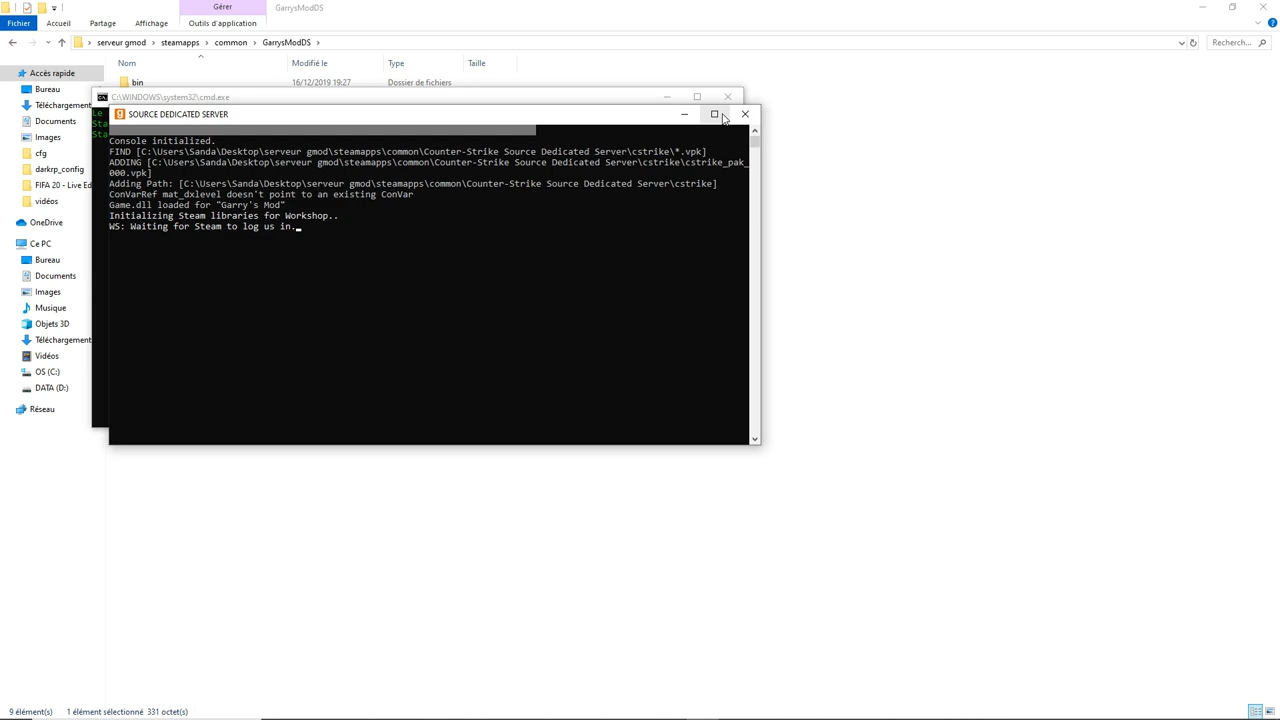 Gérer
GarrysModDS
Fichier
Accueil
Partage
Affichage
Outils d'application
serveur gmod
steamapps
common
GarrysModDS
Recherc...
Nom
Modifié le
Type
Taille
Accès rapide
bin
16/12/2019 19:27
Dossier de fichiers
Bureau
C:\WINDOWS\system32\cmd.exe
Téléchargement
Le
SOURCE DEDICATED SERVER
Documents
Sta
Images
Sta
cfg
darkrp_config
FIFA 20 - Live Ed
vidéos
OneDrive
Ce PC
Bureau
Documents
Images
Musique
Objets 3D
Téléchargement
Vidéos
OS (C:)
DATA (D:)
Réseau
Console initialized.
FIND [C:\Users\Sanda\Desktop\serveur gmod\steamapps\common\Counter-Strike Source Dedicated Server\cstrike\*.vpk]
ADDING [C:\Users\Sanda\Desktop\serveur gmod\steamapps\common\Counter-Strike Source Dedicated Server\cstrike\cstrike_pak_
000.vpk]
Adding Path: [C:\Users\Sanda\Desktop\serveur gmod\steamapps\common\Counter-Strike Source Dedicated Server\cstrike]
ConVarRef mat_dxlevel doesn't point to an existing ConVar
Game.dll loaded for "Garry's Mod"
Initializing Steam libraries for Workshop..
WS: Waiting for Steam to log us in.
9 élément(s)
1 élément sélectionné 331 octet(s)